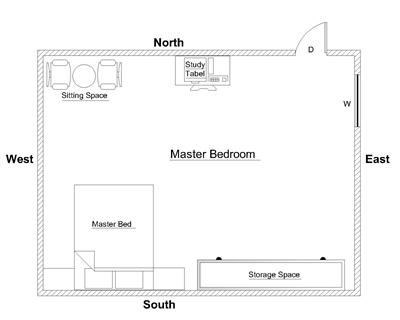 North
D
Study
Tabel
Sitting Space
W
West
Master Bedroom
East
Master Bed
Storage Space
South